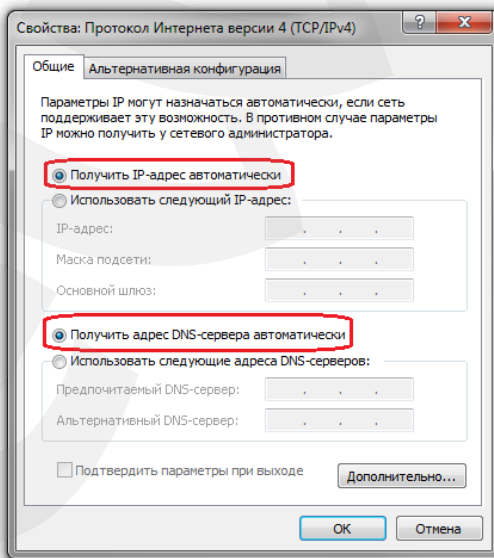 Свойства: Протокол Интернета версии 4 (TCP/IPv4)
Общие
Альтернативная конфигурация
Параметры IP могут назначаться автоматически, если сеть
поддерживает эту возможность. В противном случае параметры
IP можно получить у сетевого администратора.
Получить IP-адрес автоматически
Использовать следующий IP-адрес:
IP-адрес:
Маска подсети:
Основной шлюз:
Получить адрес DNS-сервера автоматически
Использовать следующие адреса DNS-серверов:
Предпочитаемый DNS-сервер:
Альтернативный DNS-сервер:
Подтвердить параметры при выходе
Дополнительно...
ОК
Отмена